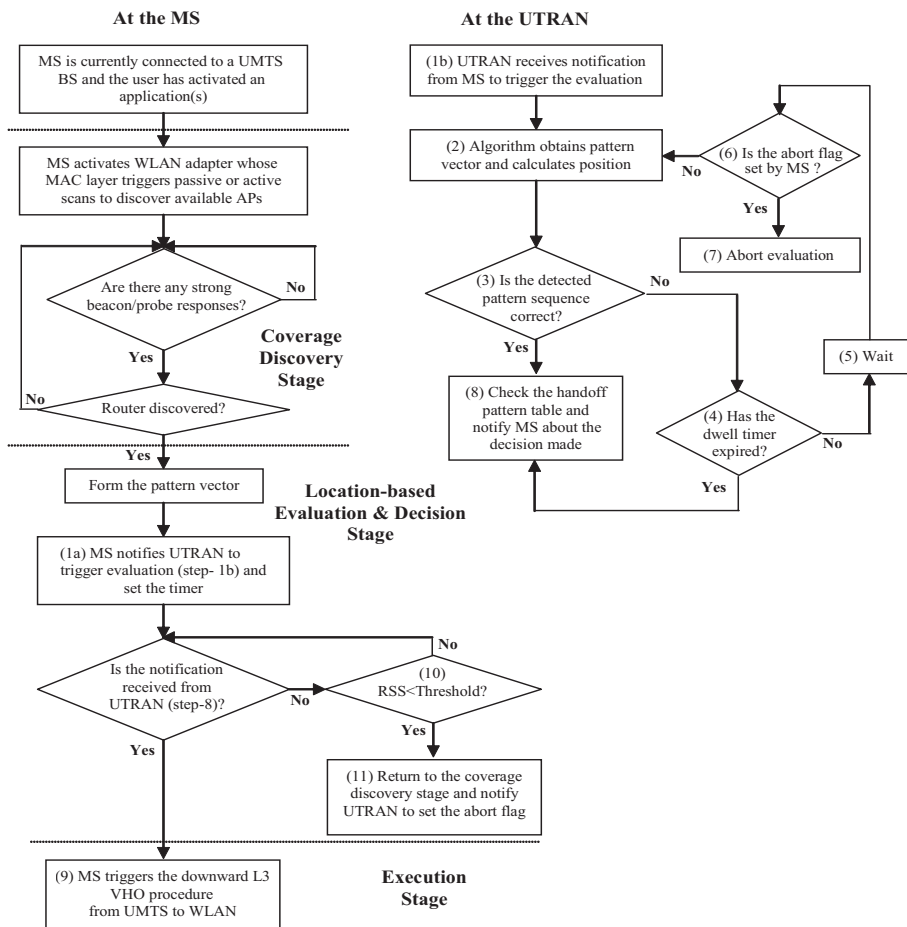 At the MS
MS is currently connected to a UMTS
BS and the user has activated an
application(s)
MS activates WLAN adapter whose
MAC layer triggers passive or active
scans to discover available APs
Are there any strong
beacon/probe responses?
No
Yes
Coverage
Discovery
Stage
No
Router discovered?
Yes
Form the pattern vector
Location-based
Evaluation & Decision
Stage
(1a) MS notifies UTRAN to
trigger evaluation (step- 1b) and
set the timer
No
Is the notification
received from
UTRAN (step-8)?
No
(10)
RSS<Threshold?
Yes
Yes
(11) Return to the coverage
discovery stage and notify
UTRAN to set the abort flag
(9) MS triggers the downward L3
VHO procedure
from UMTS to WLAN
Execution
Stage
At the UTRAN
(1b) UTRAN receives notification
from MS to trigger the evaluation
(2) Algorithm obtains pattern
vector and calculates position
No
(6) Is the abort flag
set by MS ?
Yes
(7) Abort evaluation
(3) Is the detected
pattern sequence
correct?
No
Yes
(5) Wait
(8) Check the handoff
pattern table and
notify MS about the
decision made
(4) Has the
dwell timer
expired?
No
Yes